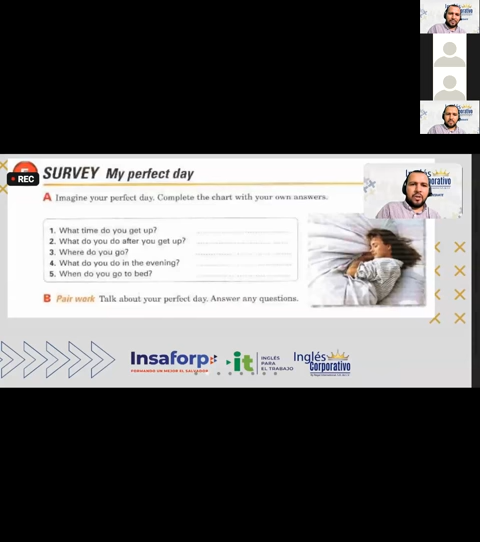 Inglés
Corporativo
REC
SURVEY My perfect day
A Imagine your perfect day. Complete the chart with your own answers.
1. What time do you get up?
2. What do you do after you get up?
3. Where do you go?
4. What do you do in the evening?
5. When do you go to bed?
B Pair work Talk about your perfect day. Answer any questions.
Insaforp
FORMANDO UN MEJOR EL SALVADOR
it
INGLÉS
PARA
EL TRABAJO
Inglés
Corporativo